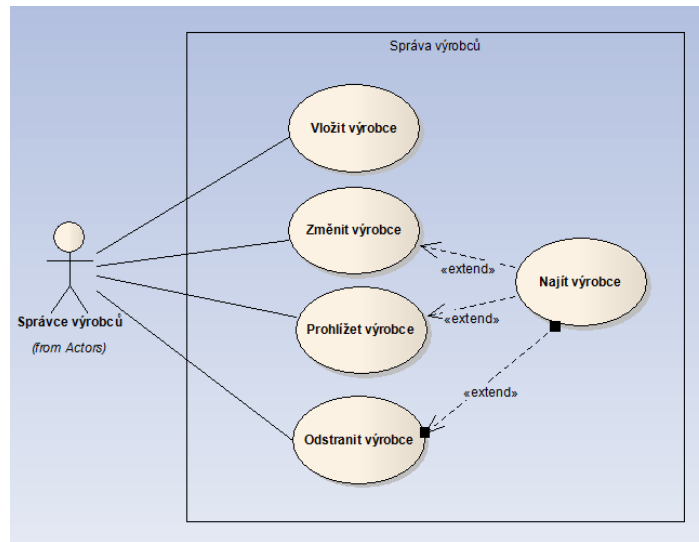 Správa výrobců
Vložit výrobce
Změnit výrobce
«extend»
Najít výrobce
Správce výrobců
(from Actors)
Prohlížet výrobce
«extend»
«extend»
Odstranit výrobce